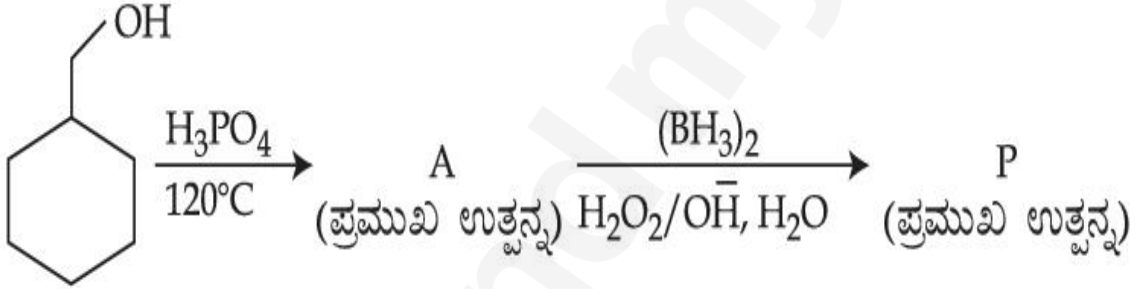 OH
H₃PO₄
120°C
A
(ಪ್ರಮುಖ ಉತ್ಪನ್ನ)
(BH₃)₂
H₂O₂/OH̅, H₂O
P
(ಪ್ರಮುಖ ಉತ್ಪನ್ನ)